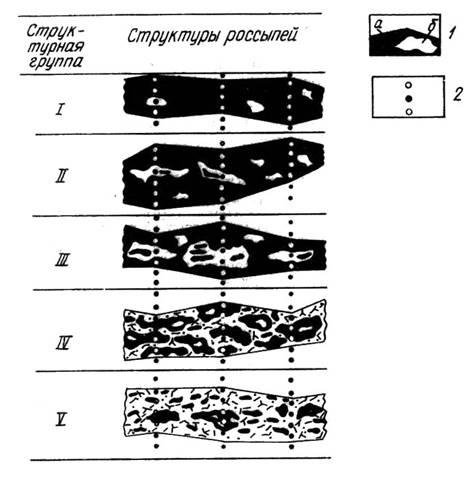 Струк-
турная
группа
Структуры россыпей
I
II
III
IV
V
а б 1
2